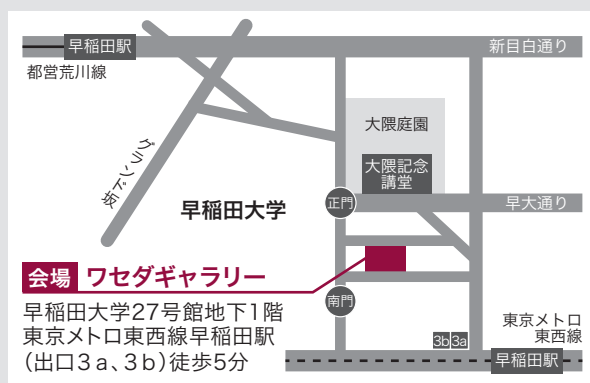 早稲田駅
新目白通り
都営荒川線
グランド坂
大隈庭園
大隈記念
講堂
早稲田大学
正門
早大通り
会場 ワセダギャラリー
早稲田大学27号館地下1階
東京メトロ東西線早稲田駅
(出口3a、3b)徒歩5分
南門
3b 3a
東京メトロ
東西線
早稲田駅